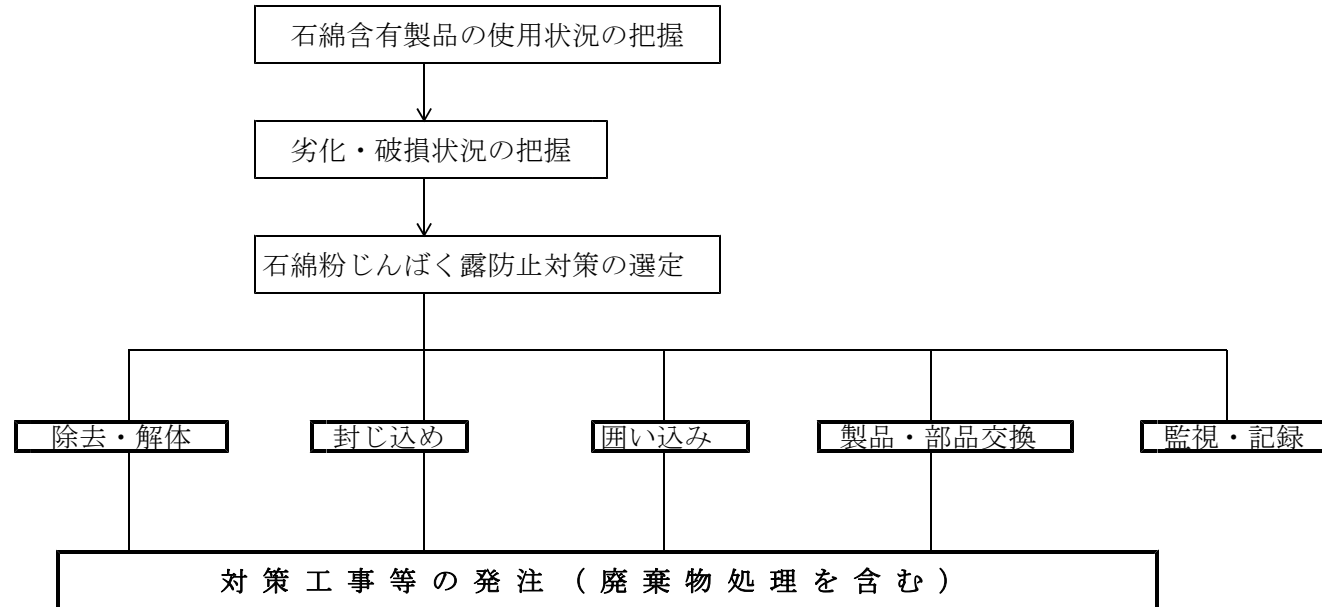 石綿含有製品の使用状況の把握
劣化・破損状況の把握
石綿粉じんばく露防止対策の選定
除去・解体
封じ込め
囲い込み
製品・部品交換
監視・記録
対策工事等の発注(廃棄物処理を含む)